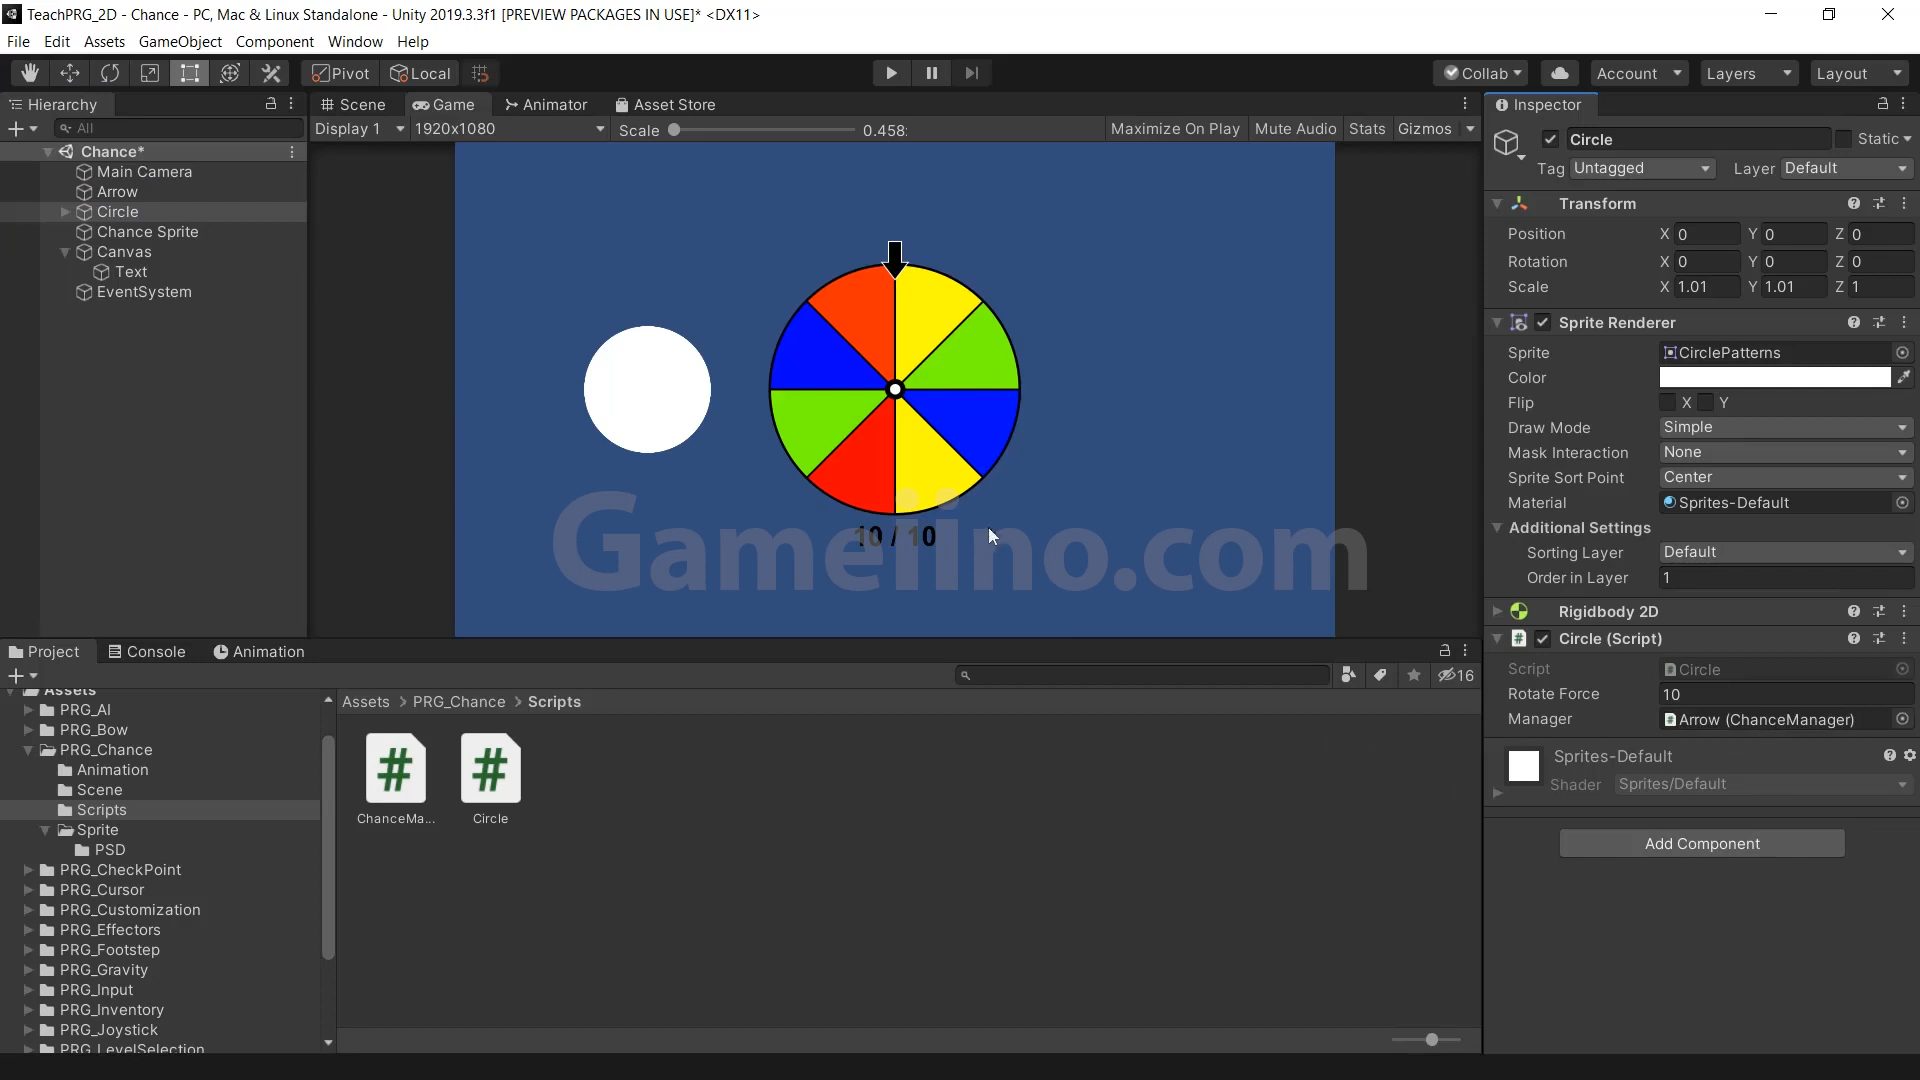 TeachPRG_2D - Chance - PC, Mac & Linux Standalone - Unity 2019.3.3f1 [PREVIEW PACKAGES IN USE]* <DX11>
File Edit Assets GameObject Component Window Help
Pivot Local Collab Account Layers Layout
Hierarchy
All
Chance*
Main Camera
Arrow
Circle
Chance Sprite
Canvas
Text
EventSystem
Scene Game Animator Asset Store
Display 1 1920x1080 Scale 0.458: Maximize On Play Mute Audio Stats Gizmos
10 / 10
Gameiino.com
Inspector
Circle Static
Tag Untagged Layer Default
Transform
Position X 0 Y 0 Z 0
Rotation X 0 Y 0 Z 0
Scale X 1.01 Y 1.01 Z 1
Sprite Renderer
Sprite CirclePatterns
Color
Flip X Y
Draw Mode Simple
Mask Interaction None
Sprite Sort Point Center
Material Sprites-Default
Additional Settings
Sorting Layer Default
Order in Layer 1
Rigidbody 2D
# Circle (Script)
Script Circle
Rotate Force 10
Manager Arrow (ChanceManager)
Sprites-Default
Shader Sprites/Default
Add Component
Project Console Animation
16
Assets
PRG_AI
PRG_Bow
PRG_Chance
Animation
Scene
Scripts
Sprite
PSD
PRG_CheckPoint
PRG_Cursor
PRG_Customization
PRG_Effectors
PRG_Footstep
PRG_Gravity
PRG_Input
PRG_Inventory
PRG_Joystick
PRG_LevelSelection
Assets > PRG_Chance > Scripts
# #
ChanceMa... Circle